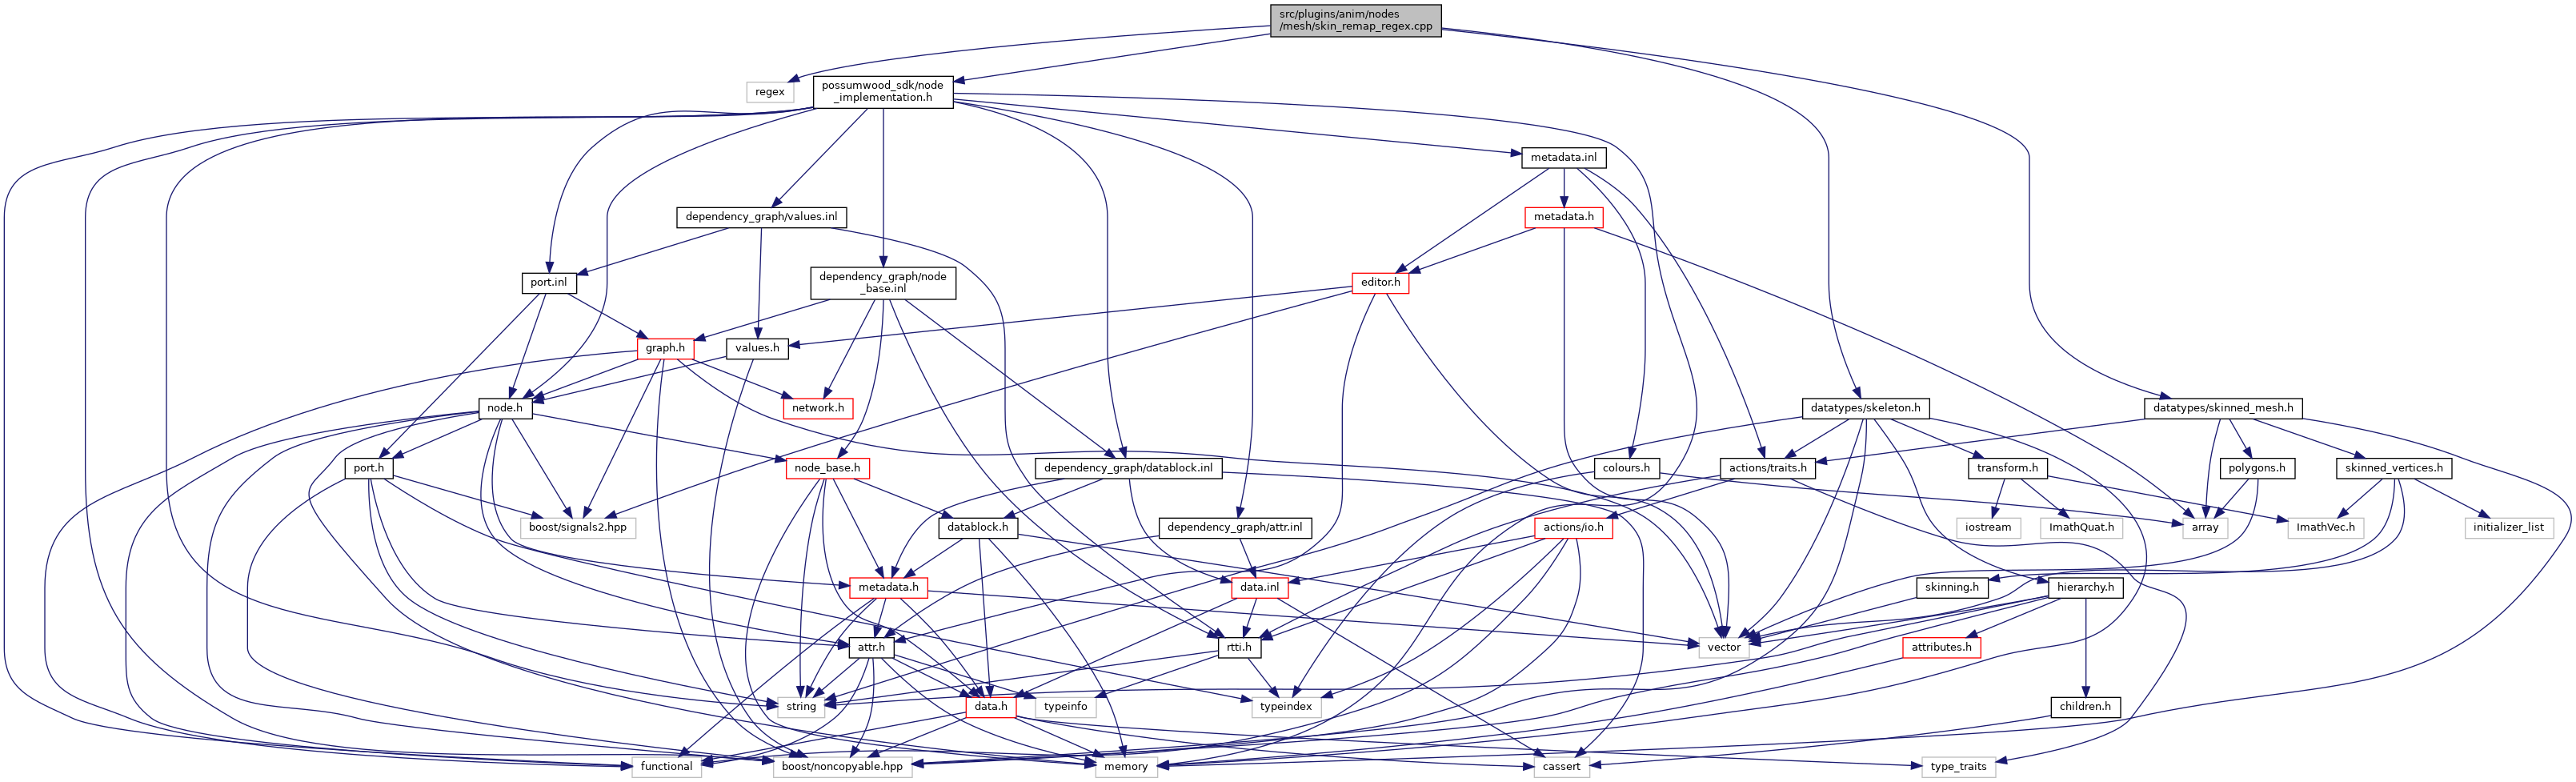 src/plugins/anim/nodes
/mesh/skin_remap_regex.cpp
regex
possumwood_sdk/node
_implementation.h
metadata.inl
dependency_graph/values.inl
metadata.h
port.inl
dependency_graph/node
_base.inl
editor.h
graph.h
values.h
node.h
network.h
datatypes/skeleton.h
datatypes/skinned_mesh.h
port.h
node_base.h
dependency_graph/datablock.inl
colours.h
actions/traits.h
transform.h
polygons.h
skinned_vertices.h
boost/signals2.hpp
datablock.h
dependency_graph/attr.inl
actions/io.h
iostream
ImathQuat.h
array
ImathVec.h
initializer_list
metadata.h
data.inl
skinning.h
hierarchy.h
attr.h
rtti.h
vector
attributes.h
string
data.h
typeinfo
typeindex
children.h
functional
boost/noncopyable.hpp
memory
cassert
type_traits